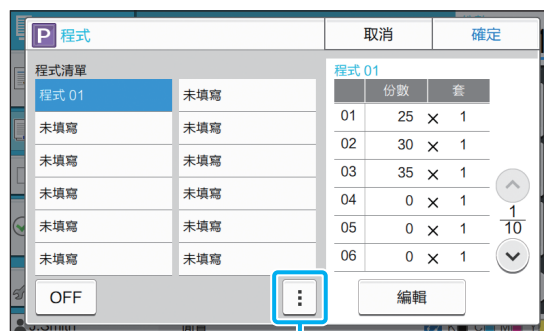 P 程式 取消 確定
程式清單
程式 01 未填寫
未填寫 未填寫
未填寫 未填寫
未填寫 未填寫
未填寫 未填寫
未填寫 未填寫
OFF
程式 01
份數 套
01 25 × 1
02 30 × 1
03 35 × 1
04 0 × 1
05 0 × 1
06 0 × 1
1
10
編輯
J.Smith